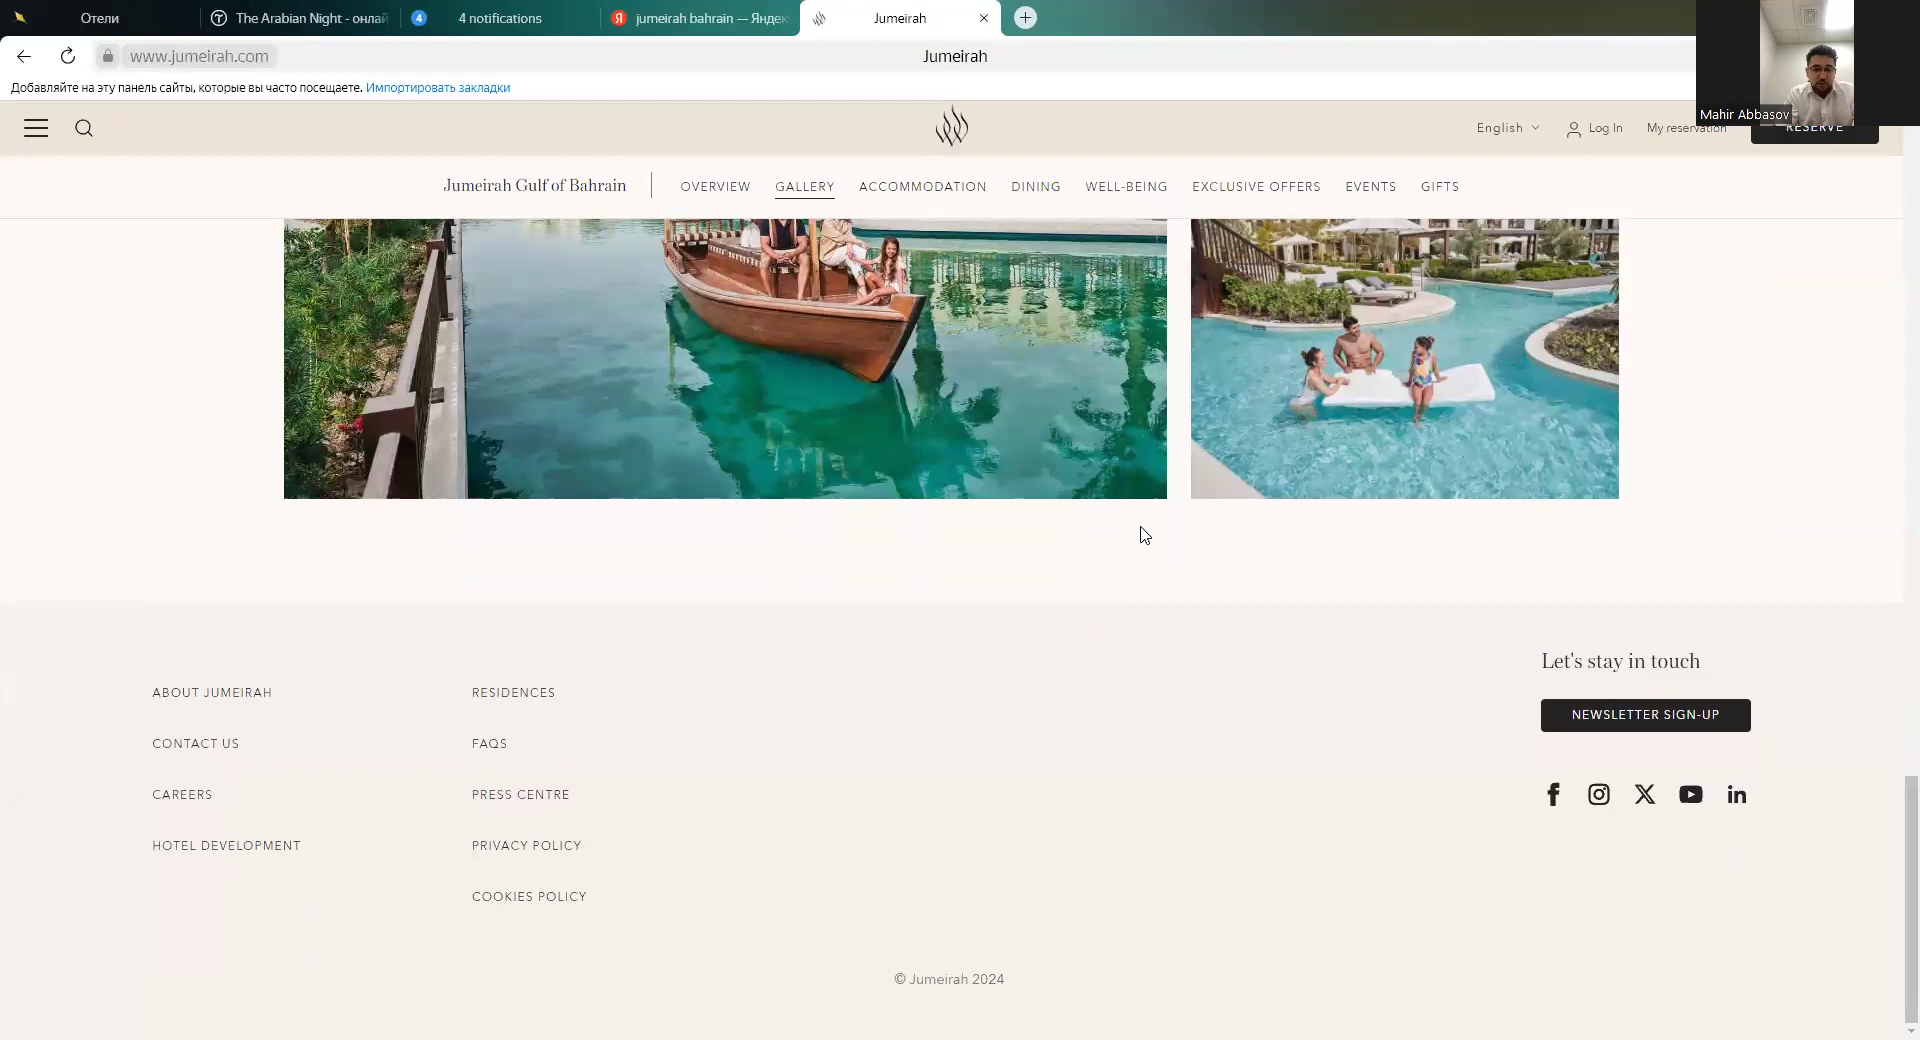 Отели
The Arabian Night - онлай
4
4 notifications
Я
jumeirah bahrain — Яндек
Jumeirah
www.jumeirah.com
Jumeirah
Добавляйте на эту панель сайты, которые вы часто посещаете. Импортировать закладки
Mahir Abbasov
English
Log In
My reservation
RESERVE
Jumeirah Gulf of Bahrain
OVERVIEW
GALLERY
ACCOMMODATION
DINING
WELL-BEING
EXCLUSIVE OFFERS
EVENTS
GIFTS
Let's stay in touch
NEWSLETTER SIGN-UP
ABOUT JUMEIRAH
CONTACT US
CAREERS
HOTEL DEVELOPMENT
RESIDENCES
FAQS
PRESS CENTRE
PRIVACY POLICY
COOKIES POLICY
© Jumeirah 2024